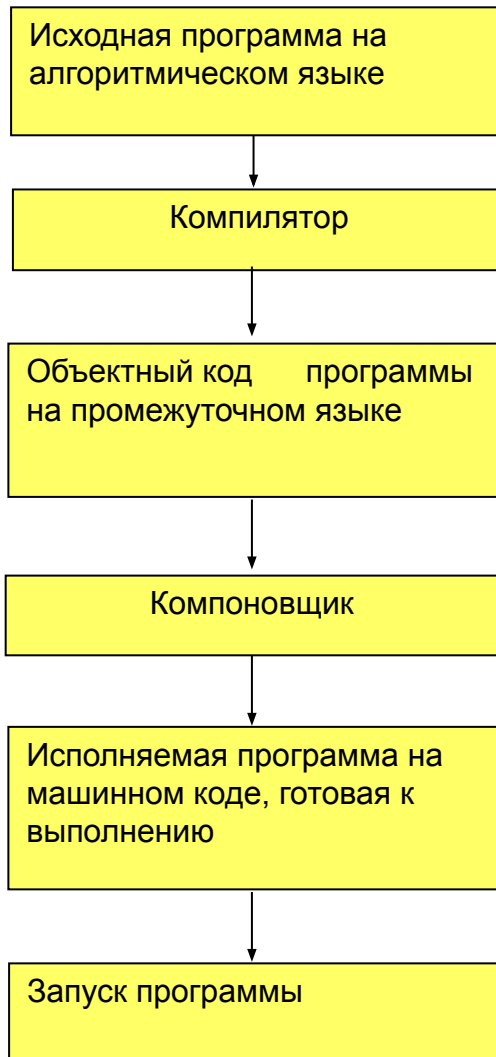 Исходная программа на
алгоритмическом языке
Компилятор
Объектный код программы
на промежуточном языке
Компоновщик
Исполняемая программа на
машинном коде, готовая к
выполнению
Запуск программы